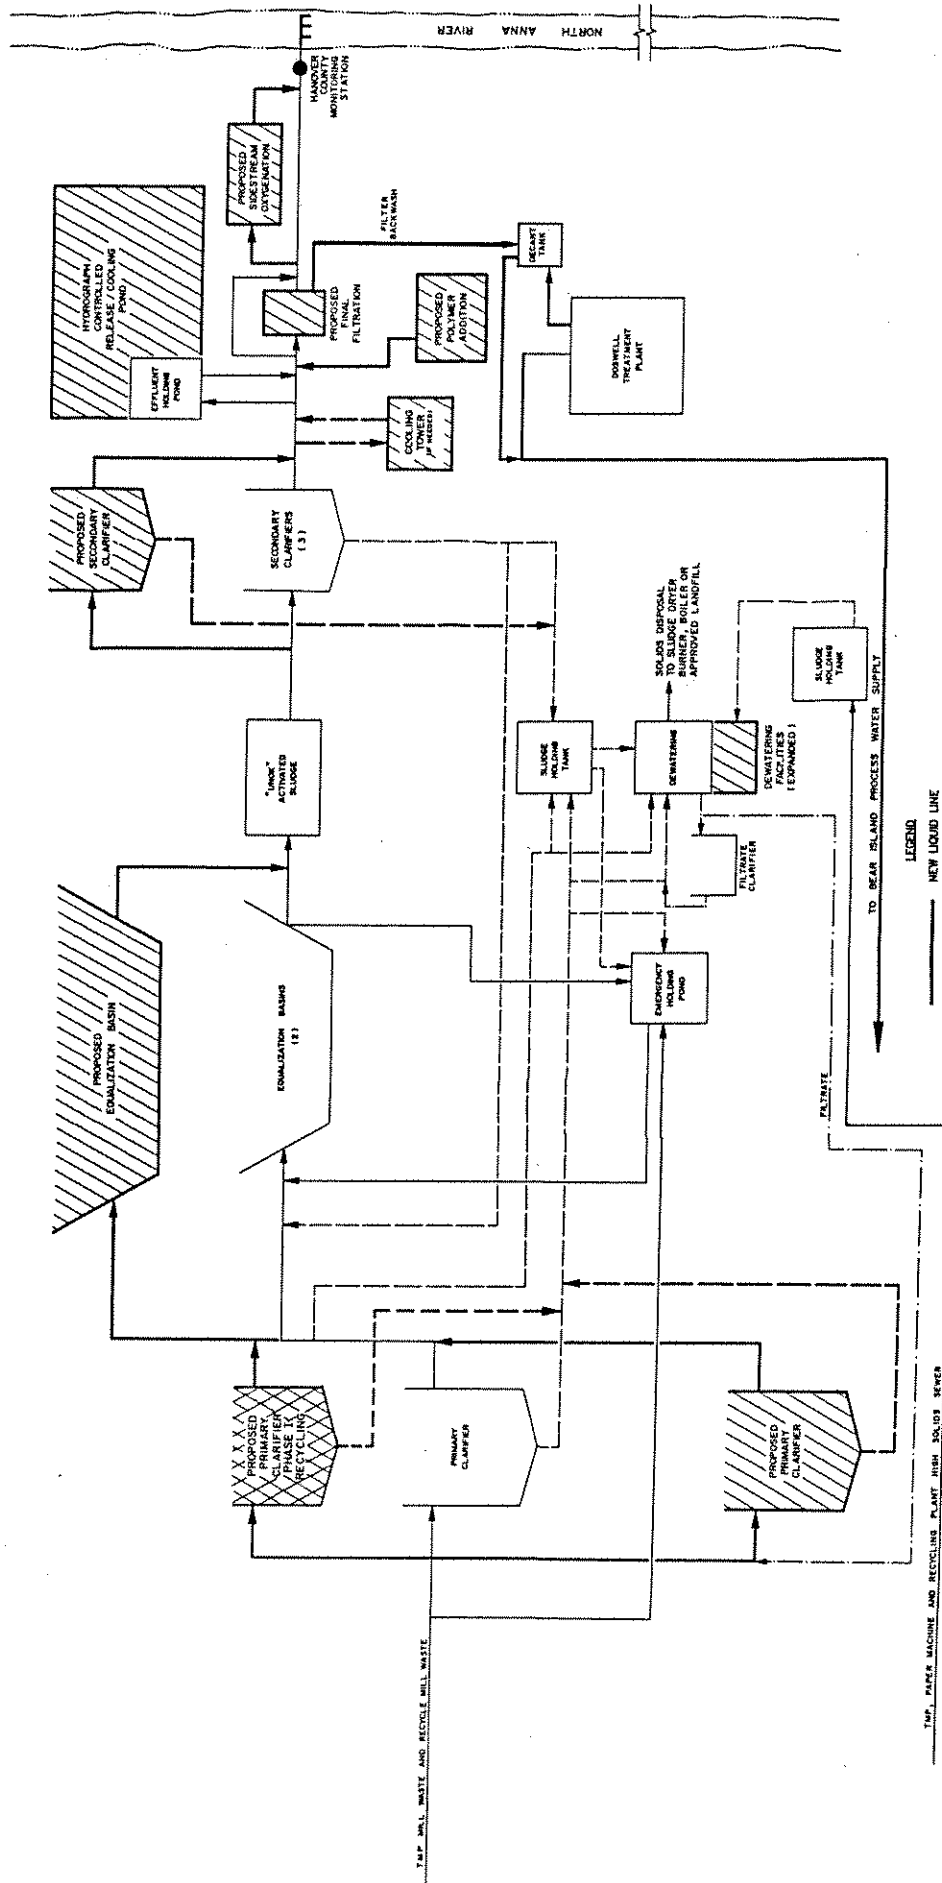 NORTH ANNA RIVER
HANOVER
COUNTY
MONITORING
STATION
PROPOSED
SIDESTREAM
OXYGENATION
HYDROGRAPH
CONTROLLED
RELEASE / COOLING
POND
EFFLUENT
HOLDING
POND
PROPOSED
FINAL
FILTRATION
FILTER
BACKWASH
PROPOSED
POLYMER
ADDITION
COOLING
TOWER
(IF NEEDED)
DECANT
TANK
DOSWELL
TREATMENT
PLANT
PROPOSED
SECONDARY
CLARIFIER
SECONDARY
CLARIFIERS
(3)
"UNOX"
ACTIVATED
SLUDGE
SLUDGE
HOLDING
TANK
SOLIDS DISPOSAL
TO SLUDGE DRYER
BURNER, BOILER OR
APPROVED LANDFILL
DEWATERING
DEWATERING
FACILITIES
(EXPANDED)
SLUDGE
HOLDING
TANK
FILTRATE
CLARIFIER
EMERGENCY
HOLDING
POND
PROPOSED
EQUALIZATION BASIN
EQUALIZATION BASINS
(2)
TO BEAR ISLAND PROCESS WATER SUPPLY
LEGEND
NEW LIQUID LINE
FILTRATE
PROPOSED
PRIMARY
CLARIFIER
PHASE II
RECYCLING
PRIMARY
CLARIFIER
PROPOSED
PRIMARY
CLARIFIER
TMP MILL WASTE AND RECYCLE MILL WASTE
TMP, PAPER MACHINE AND RECYCLING PLANT HIGH SOLIDS SEWER